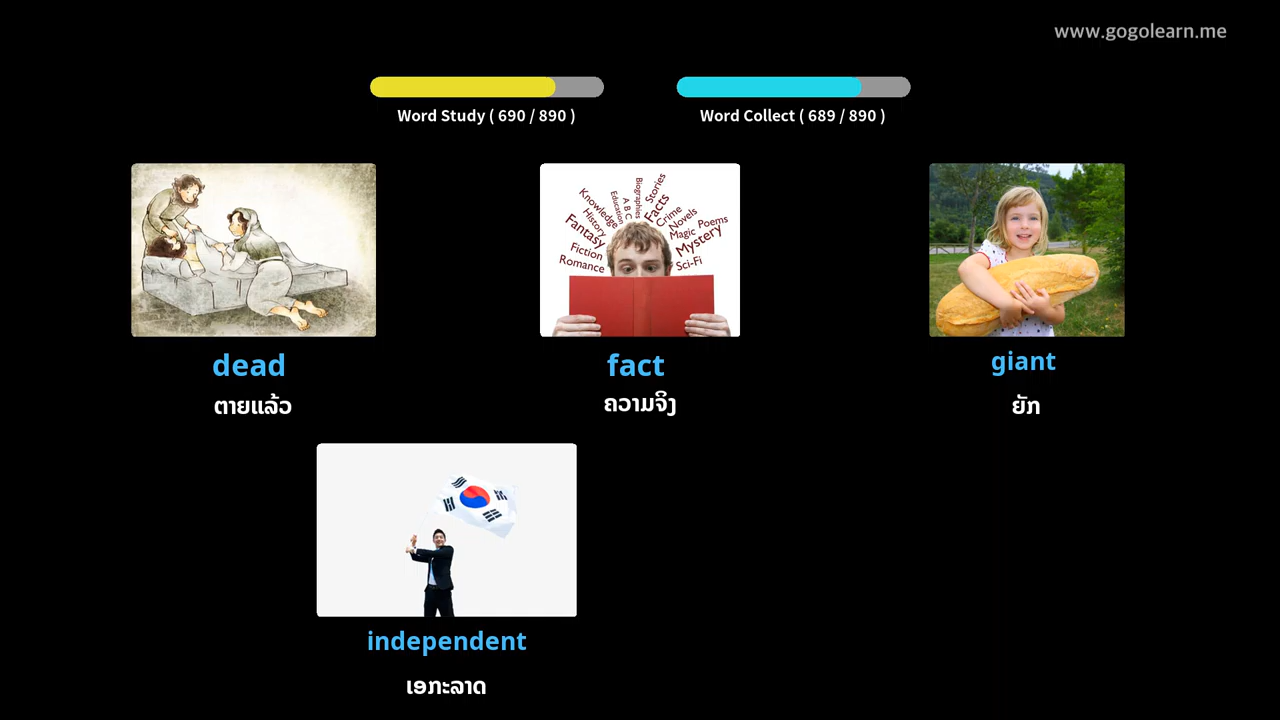 www.gogolearn.me
Word Study ( 690 / 890 )
Word Collect ( 689 / 890 )
Knowledge
Education
Biographies
A B C
Stories
Facts
Crime
History
Novels
Fantasy
Magic
Poems
Mystery
Fiction
Romance
Sci-Fi
dead
fact
giant
ຕາຍແລ້ວ
ຄວາມຈິງ
ຍັກ
independent
ເອກະລາດ